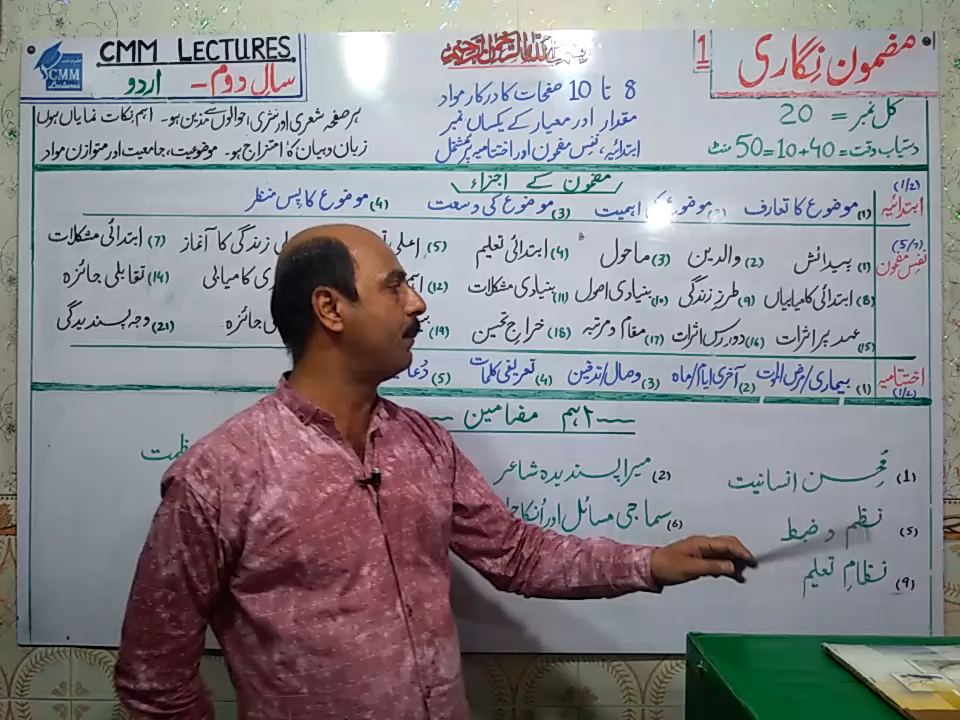 CMM LECTURES
سال دوم - اردو
CMM
Lectures
بسم اللہ الرحمن الرحیم
1
مضمون نگاری
کل نمبر = 20
دستیاب وقت = 40+10=50 منٹ
8 تا 10 صفحات کا درکار مواد
مقدار اور معیار کے یکساں نمبر
ابتدائیہ، نفسِ مضمون اور اختتامیہ پر مشتمل
ہر صفحہ شعری اور نثری حوالوں سے مزین ہو۔ اہم نکات نمایاں ہوں
زبان و بیان کا امتزاج ہو۔ موضوعیت، جامعیت اور متوازن مواد
مضمون کے اجزاء
(1/2)
ابتدائیہ
(1) موضوع کا تعارف (2) موضوع کی اہمیت (3) موضوع کی وسعت (4) موضوع کا پس منظر
(5/7)
نفسِ مضمون
(1) پیدائش (2) والدین (3) ماحول (4) ابتدائی تعلیم (5) اعلیٰ زندگی کا آغاز (7) ابتدائی مشکلات
(8) ابتدائی کامیابیاں (9) طرزِ زندگی (10) بنیادی اصول (11) بنیادی مشکلات (12) کامیابی (14) تقابلی جائزہ
(15) عہد پر اثرات (16) دور رس اثرات (17) مقام و مرتبہ (18) خراجِ تحسین (19) جائزہ (21) وجہ پسندیدگی
اختتامیہ
(1/2)
(1) بیماری/مرض الموت (2) آخری ایام/ماہ (3) وصال/تدفین (4) تعریفی کلمات (5)
اہم مضامین
(1) محسنِ انسانیت (2) میرا پسندیدہ شاعر
(5) نظم و ضبط (6) سماجی مسائل اور اُنکا
(9) نظامِ تعلیم